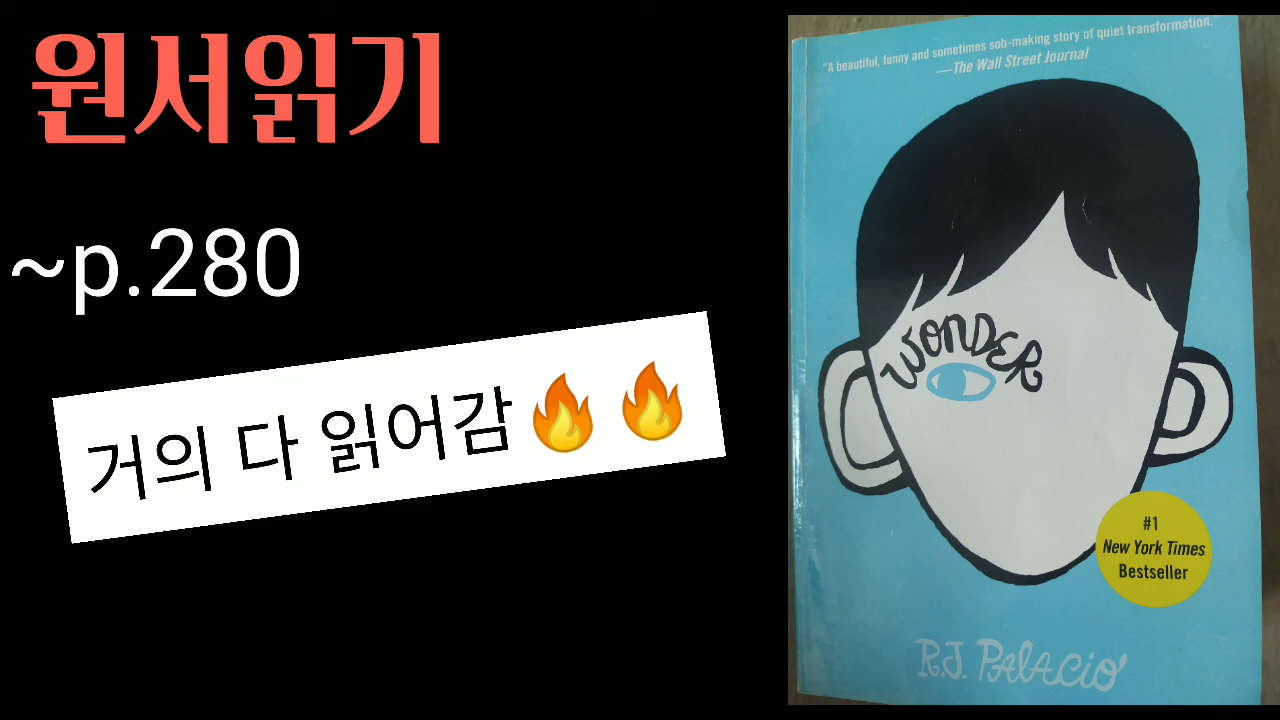 원서읽기
~p.280
거의 다 읽어감🔥🔥
"A beautiful, funny and sometimes sob-making story of quiet transformation."
—The Wall Street Journal
WONDER
#1
New York Times
Bestseller
R.J. PALACIO